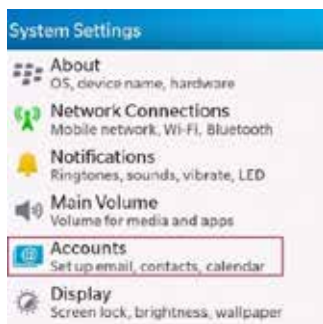 System Settings
About
OS, device name, hardware
Network Connections
Mobile network, Wi-Fi, Bluetooth
Notifications
Ringtones, sounds, vibrate, LED
Main Volume
Volume for media and apps
Accounts
Set up email, contacts, calendar
Display
Screen lock, brightness, wallpaper